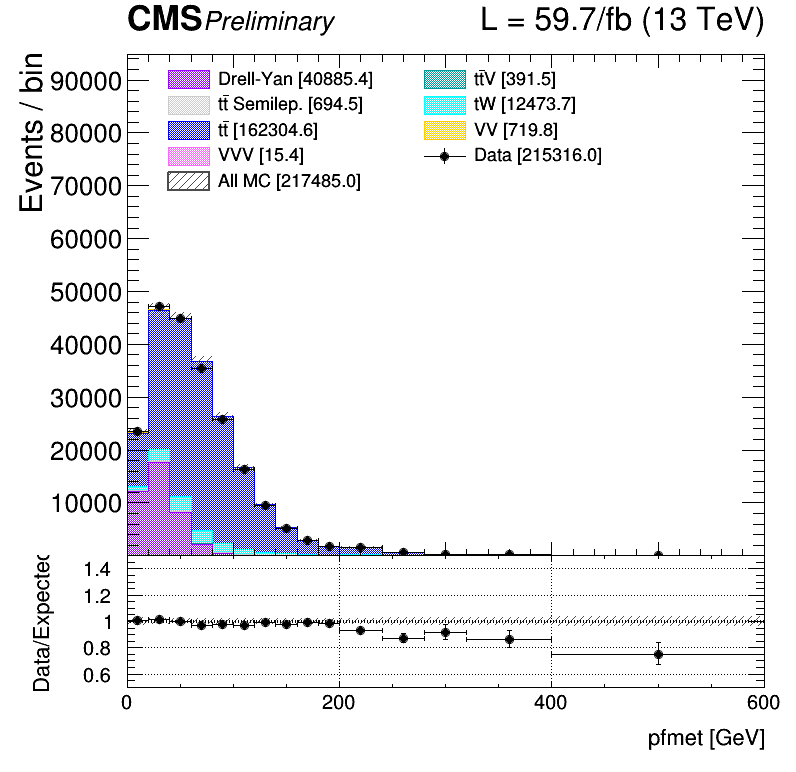 CMS Preliminary L = 59.7/fb (13 TeV)
Events / bin
90000
80000
70000
60000
50000
40000
30000
20000
10000
Drell-Yan [40885.4]
tt̄ Semilep. [694.5]
tt̄ [162304.6]
VVV [15.4]
All MC [217485.0]
tt̄V [391.5]
tW [12473.7]
VV [719.8]
Data [215316.0]
Data/Expected
1.4
1.2
1
0.8
0.6
0 200 400 600
pfmet [GeV]